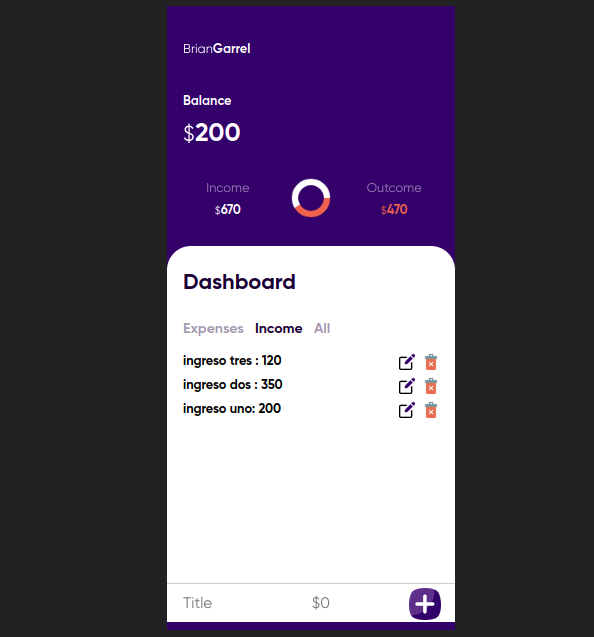 BrianGarrel
Balance
$200
Income Outcome
$670 $470
Dashboard
Expenses Income All
ingreso tres : 120
ingreso dos : 350
ingreso uno: 200
Title $0